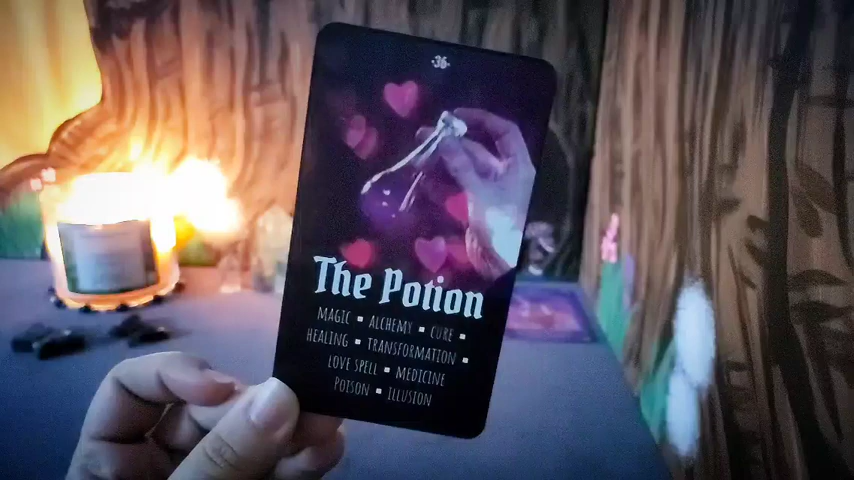 ·36·
The Potion
MAGIC ▪ ALCHEMY ▪ CURE ▪
HEALING ▪ TRANSFORMATION ▪
LOVE SPELL ▪ MEDICINE
POISON ▪ ILLUSION